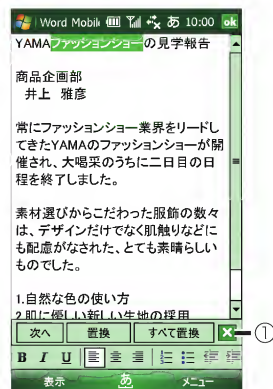 Word Mobil あ 10:00 ok
YAMAファッションショーの見学報告
商品企画部
井上 雅彦
常にファッションショー業界をリードし
てきたYAMAのファッションショーが開
催され、大喝采のうちに二日目の日
程を終了しました。
素材選びからこだわった服飾の数々
は、デザインだけでなく肌触りなどに
も配慮がなされた、とても素晴らしい
ものでした。
1.自然な色の使い方
2.肌に優しい新しい生地の採用
次へ 置換 すべて置換 X ①
B I U
表示 あ メニュー